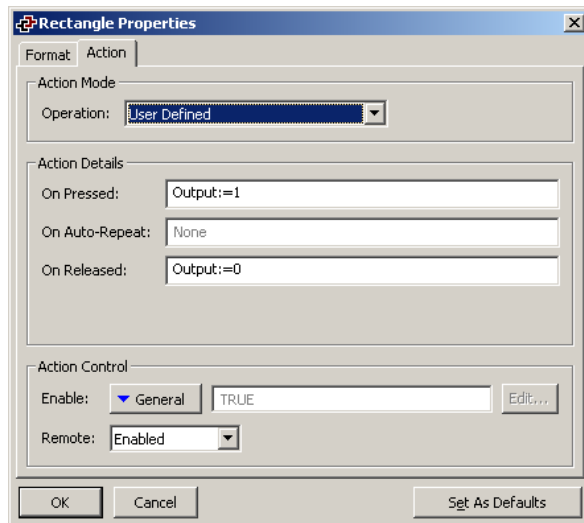 Rectangle Properties
Format Action
Action Mode
Operation: User Defined
Action Details
On Pressed: Output:=1
On Auto-Repeat: None
On Released: Output:=0
Action Control
Enable: General TRUE Edit...
Remote: Enabled
OK Cancel Set As Defaults